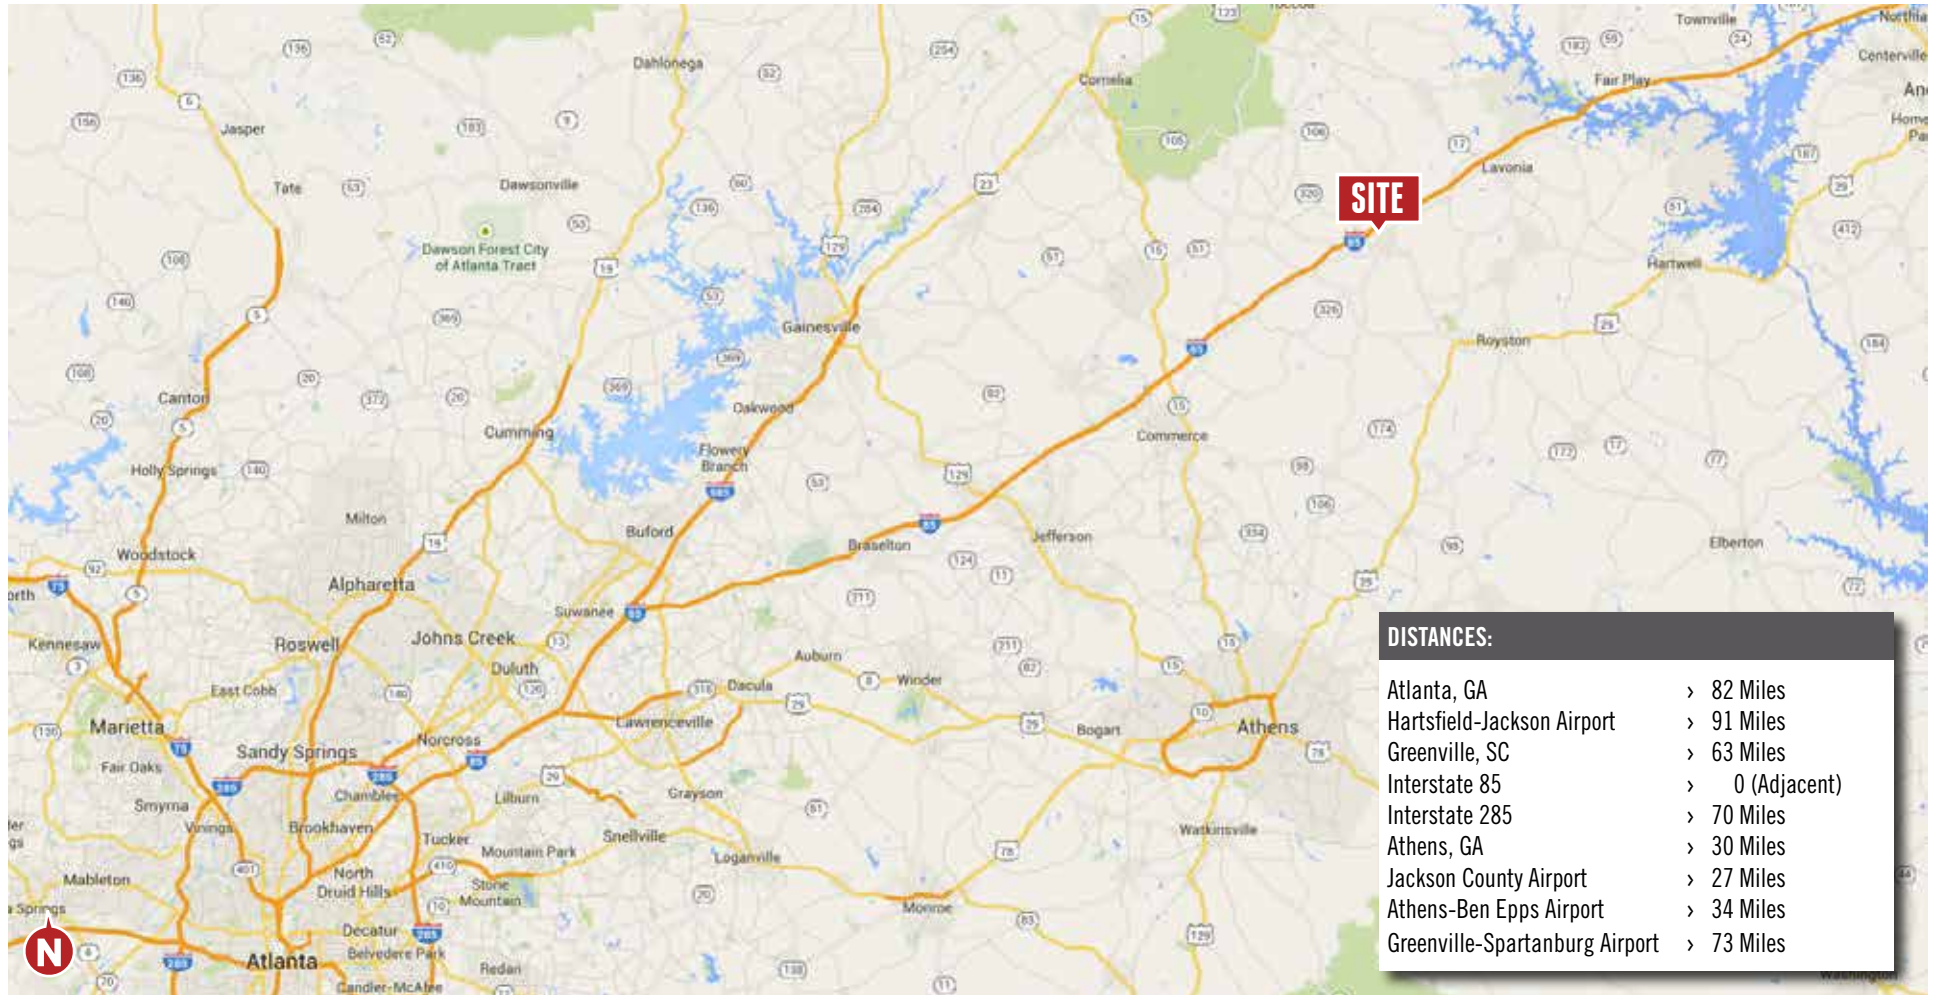 Townville
Fair Play
Centerville
Dahlonega
Cornelia
Jasper
Tate
Dawsonville
Lavonia
SITE
Dawson Forest City
of Atlanta Tract
Hartwell
Gainesville
Royston
Canton
Oakwood
Cumming
Commerce
Flowery
Branch
Holly Springs
Milton
Buford
Braselton
Jefferson
Elberton
Woodstock
Alpharetta
Suwanee
Kennesaw
Roswell
Johns Creek
Duluth
Auburn
Winder
East Cobb
Dacula
Marietta
Lawrenceville
Norcross
Sandy Springs
Bogart
Athens
Fair Oaks
Chamblee
Lilburn
Grayson
Smyrna
Vinings
Brookhaven
Tucker
Snellville
Watkinsville
Mountain Park
Loganville
North
Druid Hills
Stone
Mountain
Mableton
Monroe
Decatur
Belvedere Park
Atlanta
Redan
Candler-McAfee
Washington
N
DISTANCES:
Atlanta, GA > 82 Miles
Hartsfield-Jackson Airport > 91 Miles
Greenville, SC > 63 Miles
Interstate 85 > 0 (Adjacent)
Interstate 285 > 70 Miles
Athens, GA > 30 Miles
Jackson County Airport > 27 Miles
Athens-Ben Epps Airport > 34 Miles
Greenville-Spartanburg Airport > 73 Miles